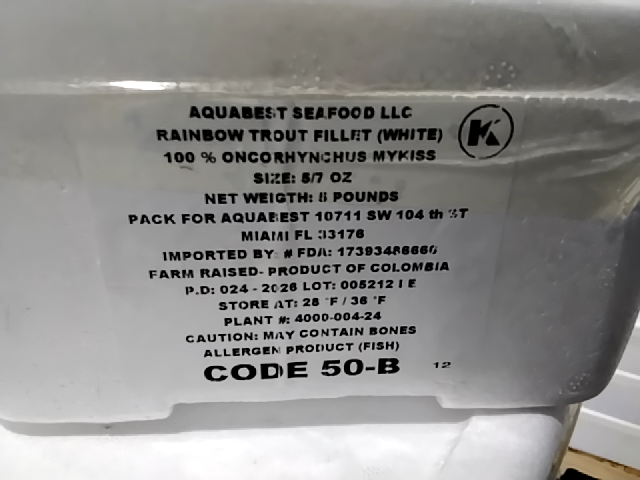 AQUABEST SEAFOOD LLC
RAINBOW TROUT FILLET (WHITE)
K
100 % ONCORHYNCHUS MYKISS
SIZE: 5/7 OZ
NET WEIGTH: POUNDS
PACK FOR AQUABEST 10711 SW 104 th ST
MIAMI FL 33176
IMPORTED BY: # FDA: 17393486666
FARM RAISED- PRODUCT OF COLOMBIA
P.D: 024 - 2026 LOT: 005212 I E
STORE AT: 28 °F / 36 °F
PLANT #: 4000-004-24
CAUTION: MAY CONTAIN BONES
ALLERGEN PRODUCT (FISH)
CODE 50-B 12